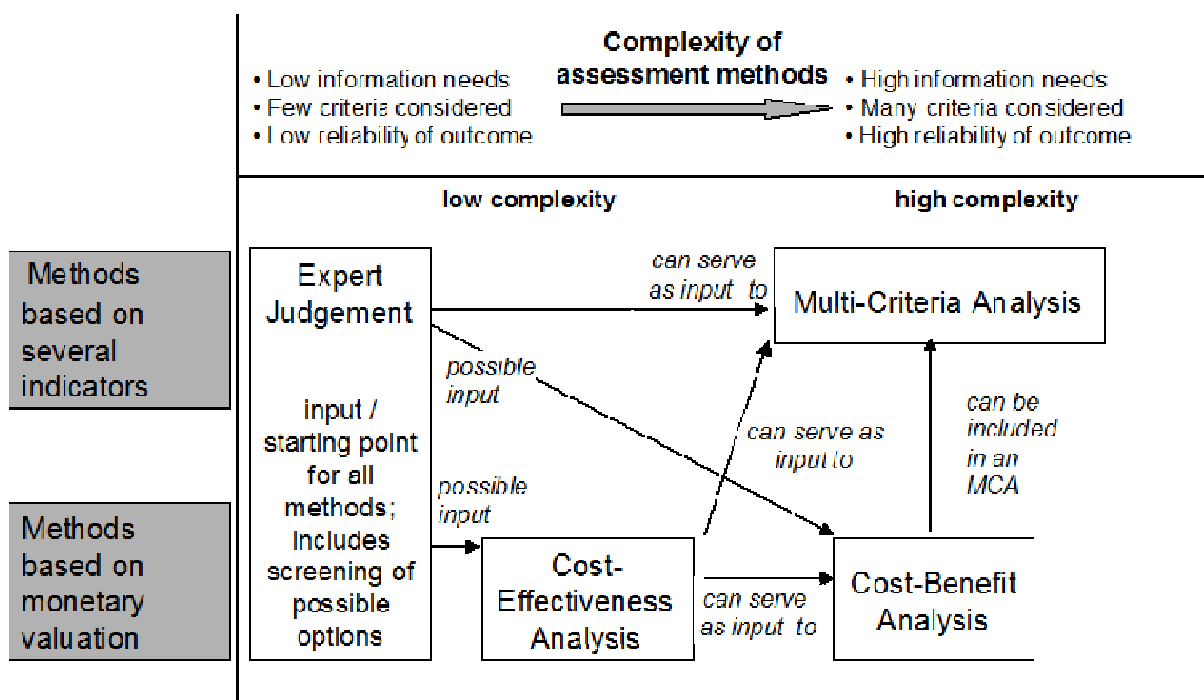 Complexity of
assessment methods
• Low information needs
• Few criteria considered
• Low reliability of outcome
• High information needs
• Many criteria considered
• High reliability of outcome
low complexity
high complexity
Methods
based on
several
indicators
Methods
based on
monetary
valuation
Expert
Judgement
input /
starting point
for all
methods;
includes
screening of
possible
options
can serve
as input to
Multi-Criteria Analysis
possible
input
can serve as
input to
can be
included
in an
MCA
possible
input
Cost-
Effectiveness
Analysis
can serve
as input to
Cost-Benefit
Analysis